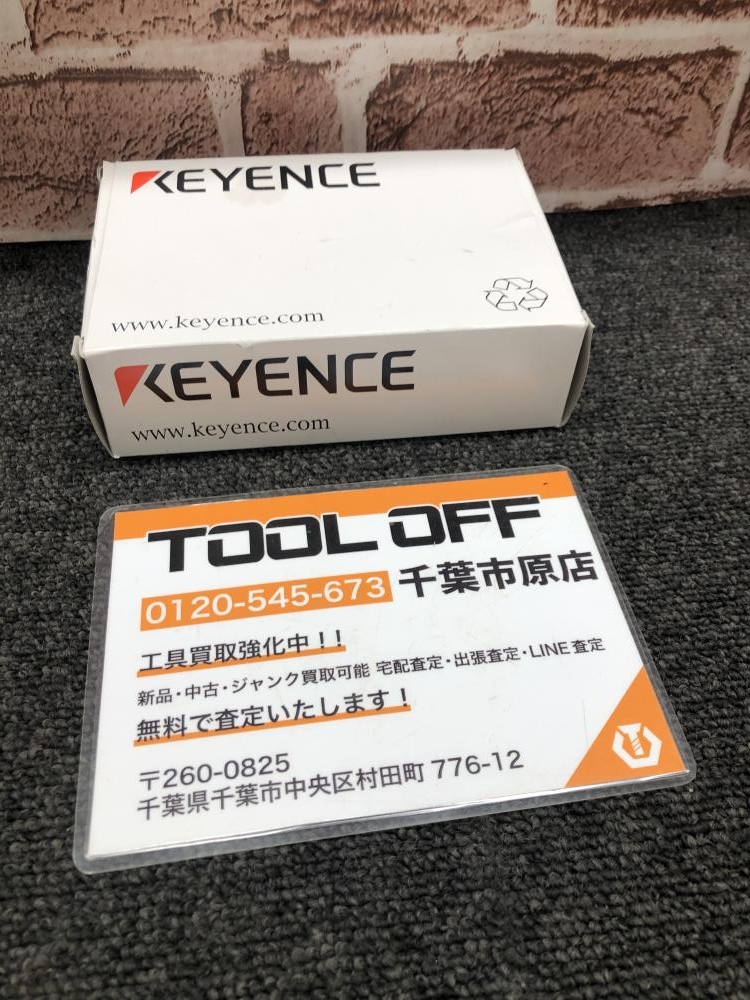 KEYENCE
www.keyence.com
KEYENCE
www.keyence.com
TOOL OFF
0120-545-673 千葉市原店
工具買取強化中！！
新品・中古・ジャンク買取可能 宅配査定・出張査定・LINE査定
無料で査定いたします！
〒260-0825
千葉県千葉市中央区村田町 776-12